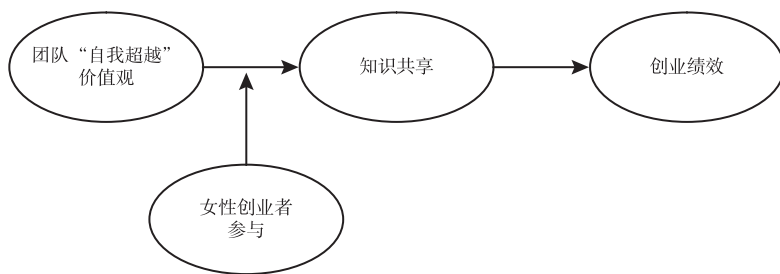 团队“自我超越”
价值观
知识共享
创业绩效
女性创业者
参与